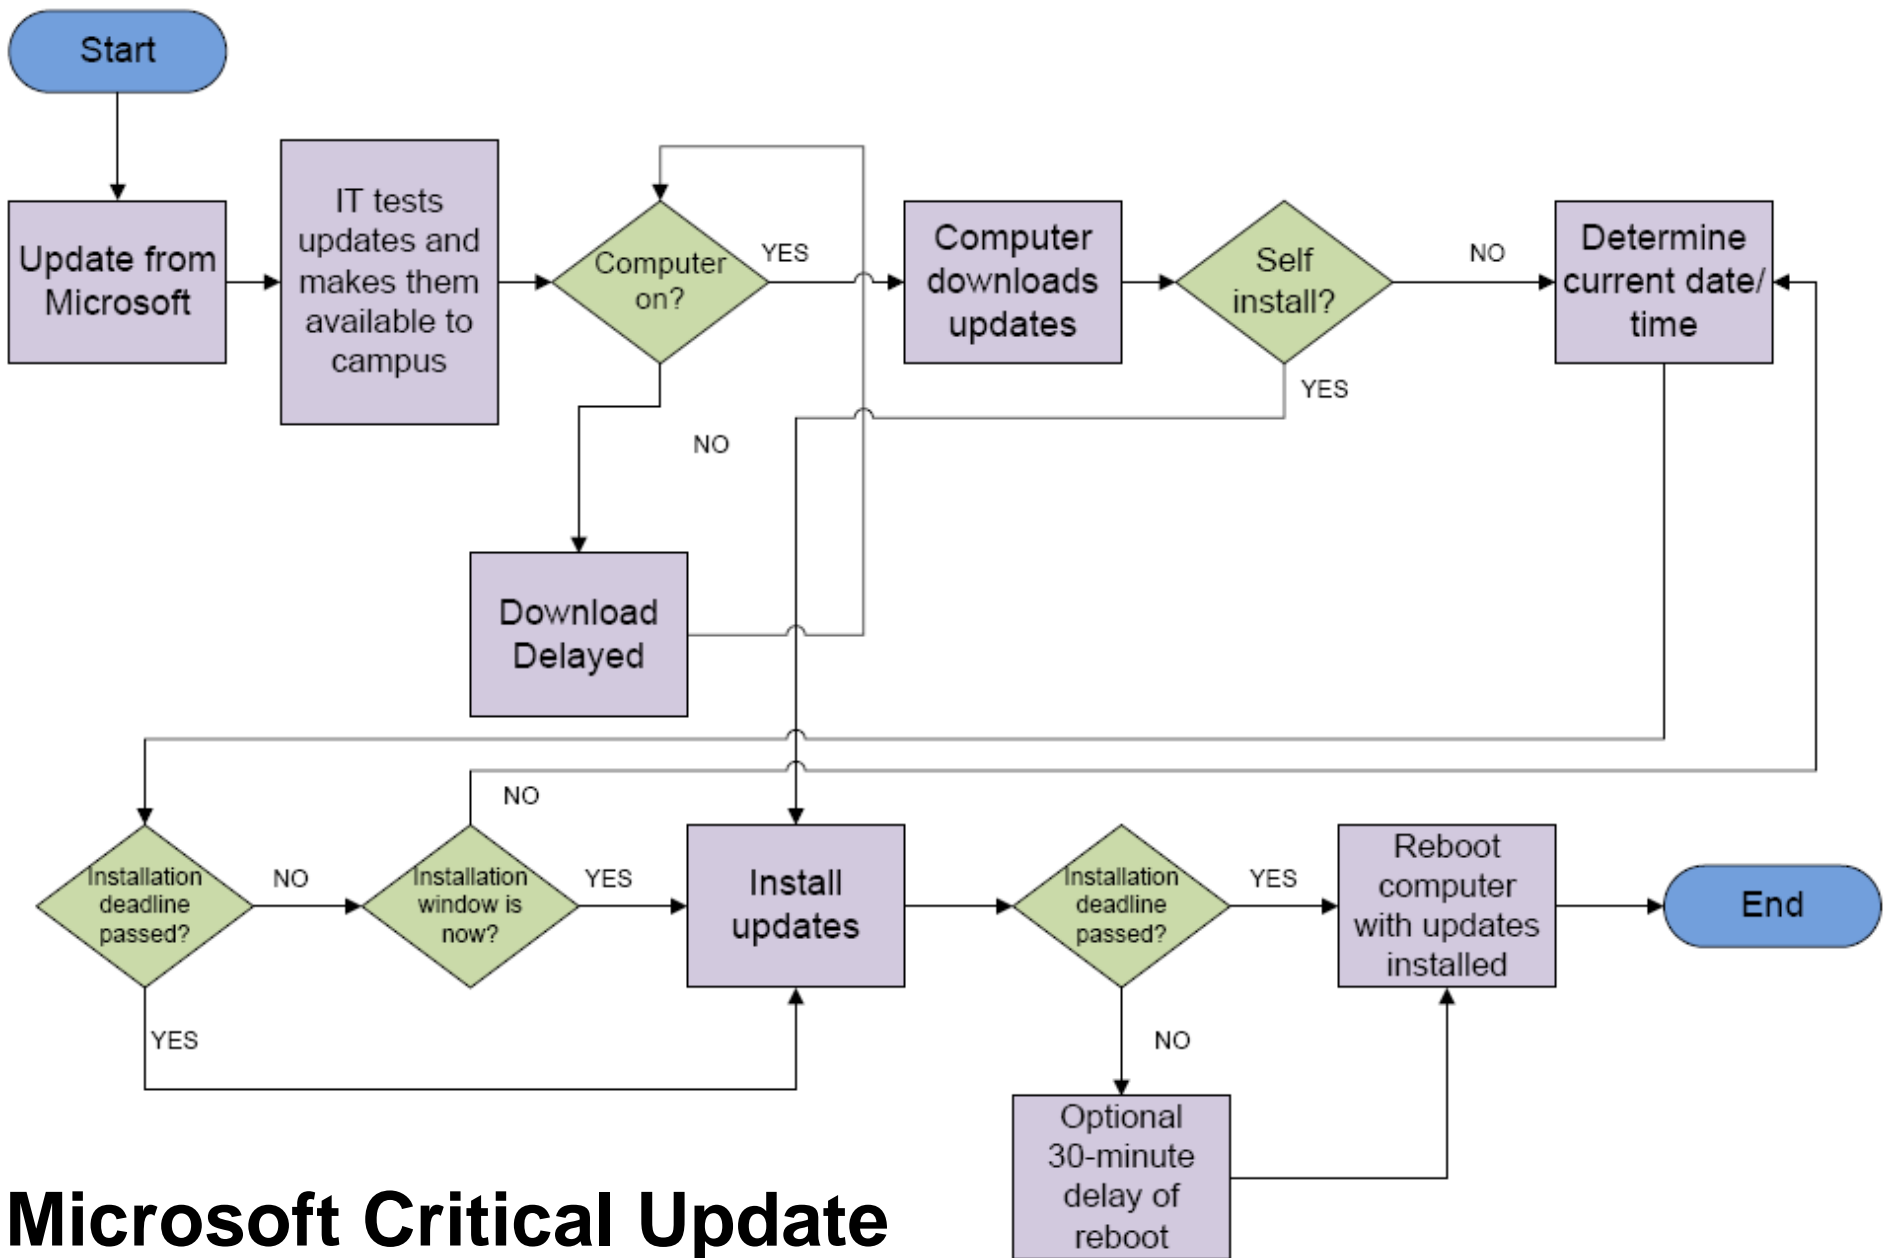 Start
Update from
Microsoft
IT tests
updates and
makes them
available to
campus
Computer
on?
YES
NO
Computer
downloads
updates
Self
install?
NO
YES
Determine
current date/
time
Download
Delayed
Installation
deadline
passed?
NO
YES
Installation
window is
now?
NO
YES
Install
updates
Installation
deadline
passed?
YES
NO
Reboot
computer
with updates
installed
End
Optional
30-minute
delay of
reboot
Microsoft Critical Update